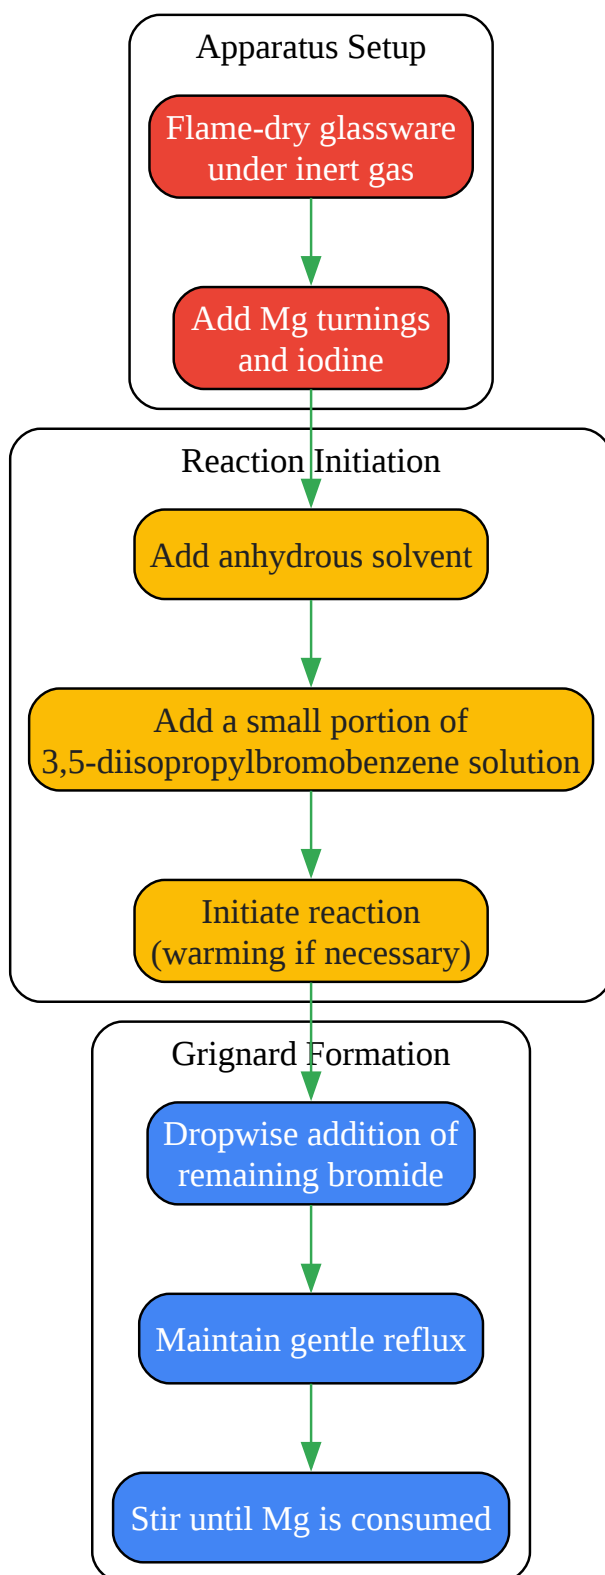 Apparatus Setup
Flame-dry glassware
under inert gas
Add Mg turnings
and iodine
Reaction Initiation
Add anhydrous solvent
Add a small portion of
3,5-diisopropylbromobenzene solution
Initiate reaction
(warming if necessary)
Grignard Formation
Dropwise addition of
remaining bromide
Maintain gentle reflux
Stir until Mg is consumed